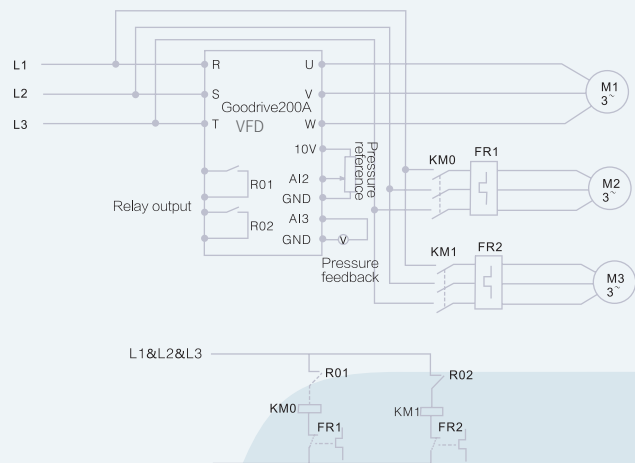 L1
R
U
M1
3~
L2
S
V
Goodrive200A
L3
T
VFD
W
10V
Pressure
reference
KM0
FR1
M2
3~
AI2
R01
Relay output
GND
R02
AI3
GND
V
Pressure
feedback
KM1
FR2
M3
3~
L1&L2&L3
R01
R02
KM0
KM1
FR1
FR2